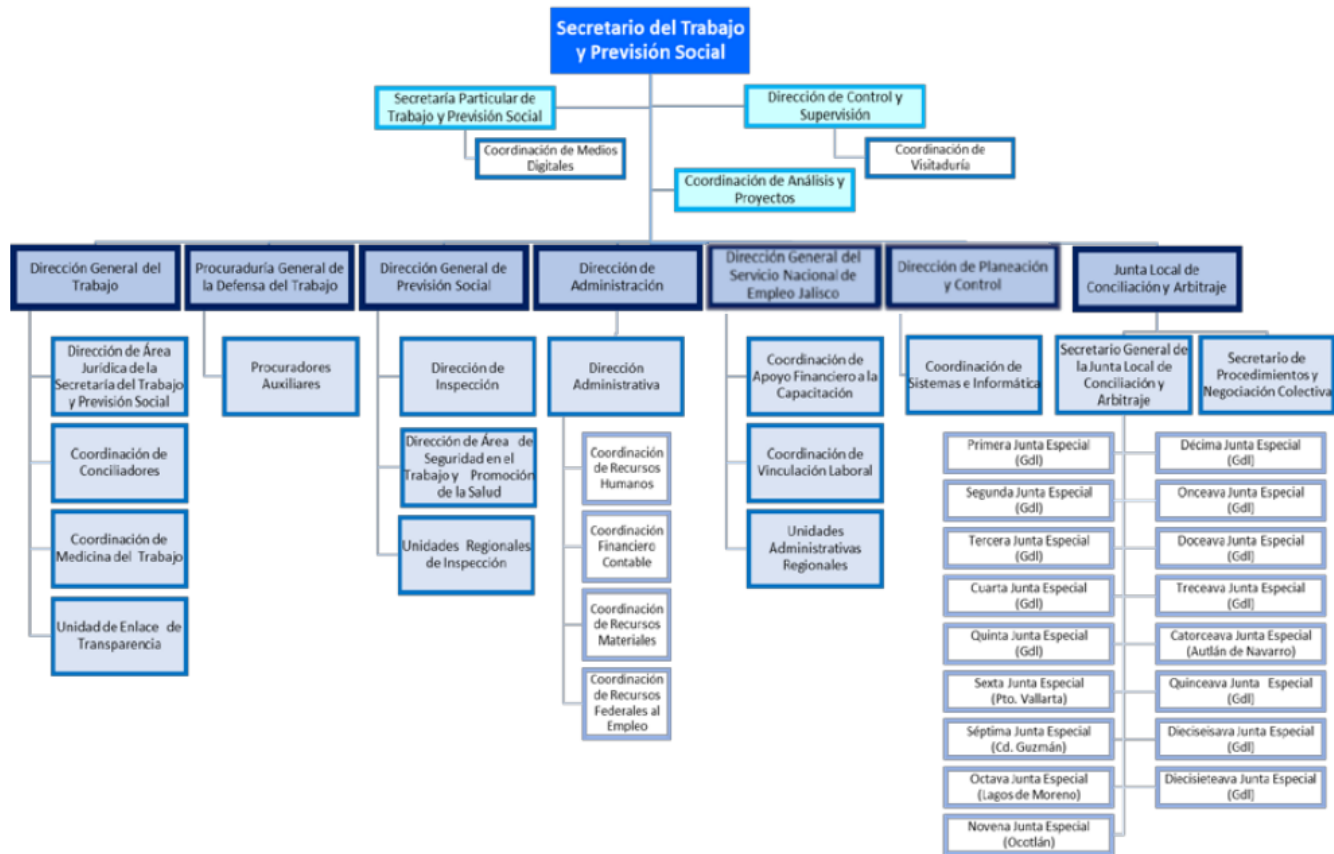 Secretario del Trabajo
y Previsión Social
Secretaría Particular de
Trabajo y Previsión Social
Dirección de Control y
Supervisión
Coordinación de Medios
Digitales
Coordinación de
Visitaduría
Coordinación de Análisis y
Proyectos
Dirección General del
Trabajo
Procuraduría General de
la Defensa del Trabajo
Dirección General de
Previsión Social
Dirección de
Administración
Dirección General del
Servicio Nacional de
Empleo Jalisco
Dirección de Planeación
y Control
Junta Local de
Conciliación y Arbitraje
Dirección de Área
Jurídica de la
Secretaría del Trabajo
y Previsión Social
Coordinación de
Conciliadores
Coordinación de
Medicina del Trabajo
Unidad de Enlace de
Transparencia
Procuradores
Auxiliares
Dirección de
Inspección
Dirección de Área de
Seguridad en el
Trabajo y Promoción
de la Salud
Unidades Regionales
de Inspección
Dirección
Administrativa
Coordinación
de Recursos
Humanos
Coordinación
Financiero
Contable
Coordinación
de Recursos
Materiales
Coordinación
de Recursos
Federales al
Empleo
Coordinación de
Apoyo Financiero a la
Capacitación
Coordinación de
Vinculación Laboral
Unidades
Administrativas
Regionales
Coordinación de
Sistemas e Informática
Secretario General de
la Junta Local de
Conciliación y
Arbitraje
Secretario de
Procedimientos y
Negociación Colectiva
Primera Junta Especial
(Gdl)
Segunda Junta Especial
(Gdl)
Tercera Junta Especial
(Gdl)
Cuarta Junta Especial
(Gdl)
Quinta Junta Especial
(Gdl)
Sexta Junta Especial
(Pto. Vallarta)
Séptima Junta Especial
(Cd. Guzmán)
Octava Junta Especial
(Lagos de Moreno)
Novena Junta Especial
(Ocotlán)
Décima Junta Especial
(Gdl)
Onceava Junta Especial
(Gdl)
Doceava Junta Especial
(Gdl)
Treceava Junta Especial
(Gdl)
Catorceava Junta Especial
(Autlán de Navarro)
Quinceava Junta Especial
(Gdl)
Dieciseisava Junta Especial
(Gdl)
Diecisieteava Junta Especial
(Gdl)